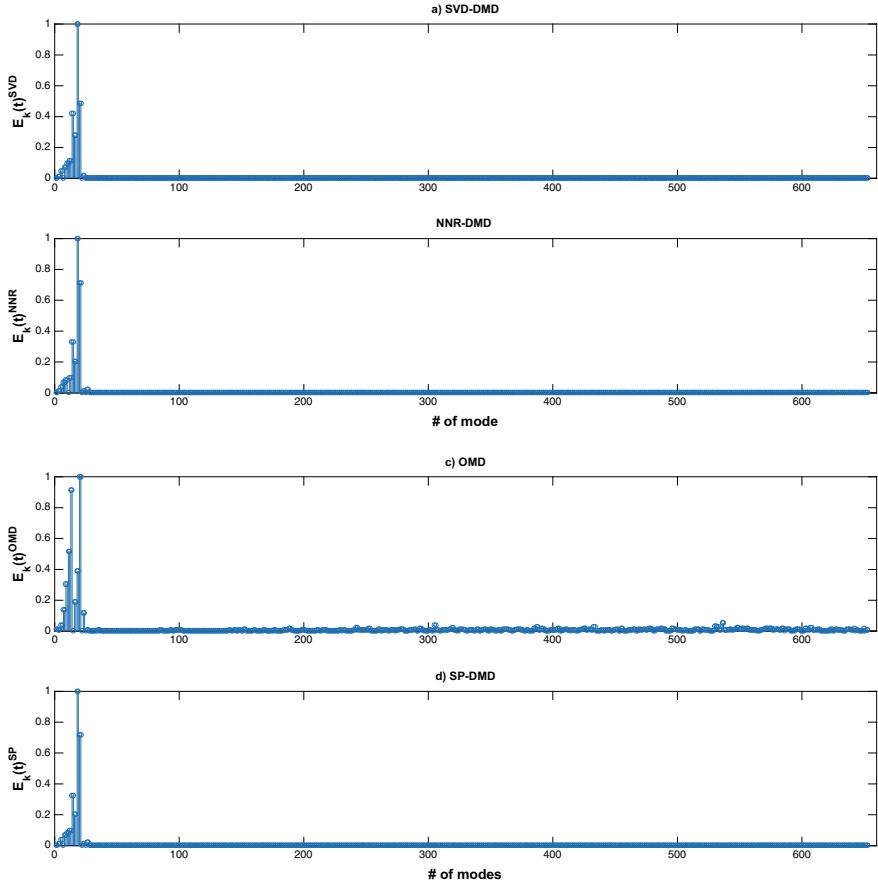 a) SVD-DMD
1
0.8
0.6
0.4
0.2
0
E_k(t)^SVD
0 100 200 300 400 500 600
NNR-DMD
1
0.8
0.6
0.4
0.2
0
E_k(t)^NNR
0 100 200 300 400 500 600
# of mode
c) OMD
1
0.8
0.6
0.4
0.2
0
E_k(t)^OMD
0 100 200 300 400 500 600
d) SP-DMD
1
0.8
0.6
0.4
0.2
0
E_k(t)^SP
0 100 200 300 400 500 600
# of modes